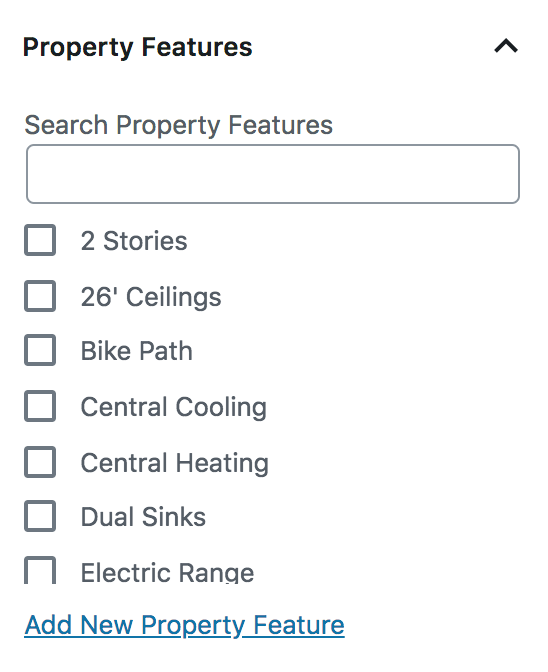 Property Features
Search Property Features
2 Stories
26' Ceilings
Bike Path
Central Cooling
Central Heating
Dual Sinks
Electric Range
Add New Property Feature